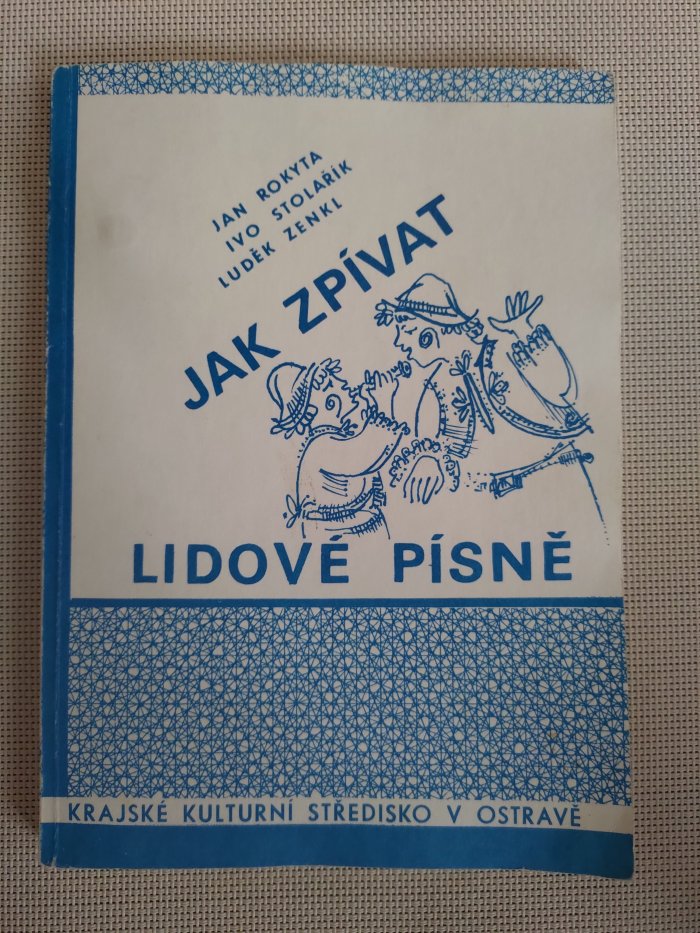 JAN ROKYTA
IVO STOLAŘÍK
LUDĚK ZENKL
JAK ZPÍVAT
LIDOVÉ PÍSNĚ
KRAJSKÉ KULTURNÍ STŘEDISKO V OSTRAVĚ